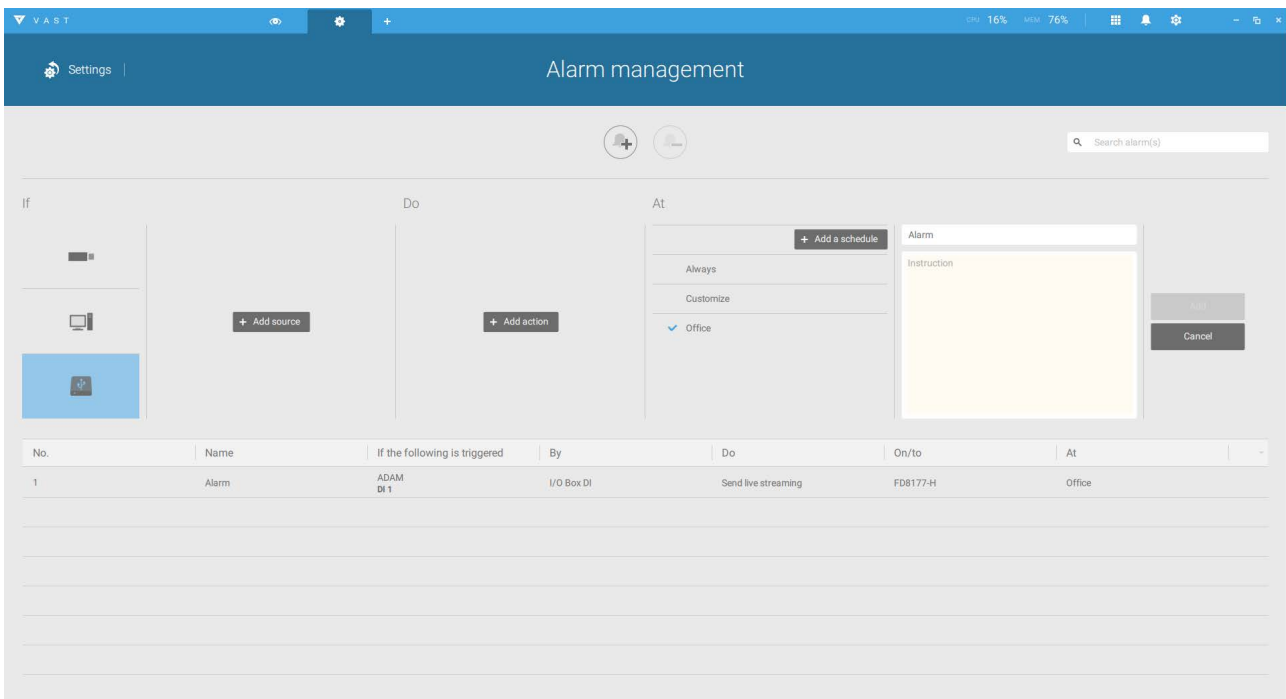 VAST
CPU 16% MEM 76%
Settings
Alarm management
Search alarm(s)
If
Do
At
+ Add a schedule
Always
Customize
Office
+ Add source
+ Add action
Alarm
Instruction
Add
Cancel
No. Name If the following is triggered By Do On/to At
1 Alarm ADAM I/O Box DI Send live streaming FD8177-H Office
DI 1